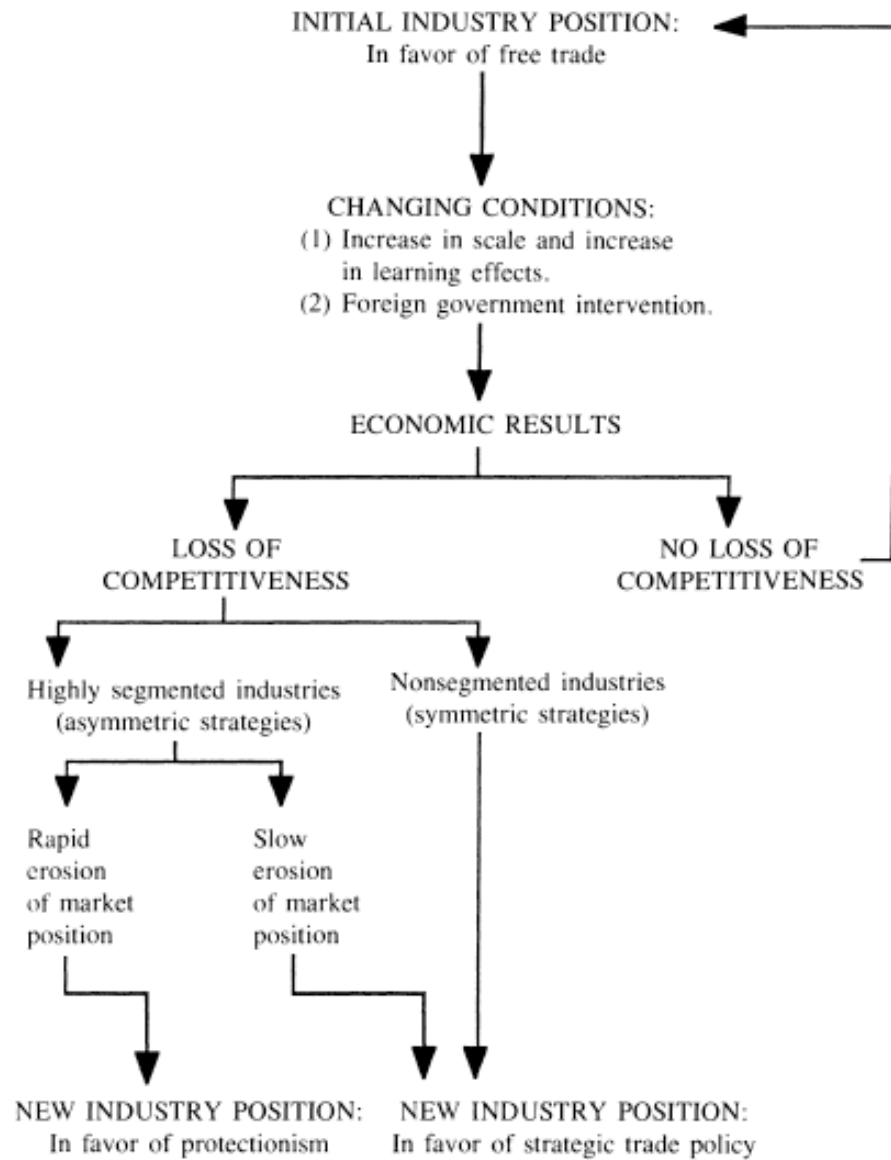 INITIAL INDUSTRY POSITION:
In favor of free trade
CHANGING CONDITIONS:
(1) Increase in scale and increase
in learning effects.
(2) Foreign government intervention.
ECONOMIC RESULTS
LOSS OF
COMPETITIVENESS
NO LOSS OF
COMPETITIVENESS
Highly segmented industries
(asymmetric strategies)
Nonsegmented industries
(symmetric strategies)
Rapid
erosion
of market
position
Slow
erosion
of market
position
NEW INDUSTRY POSITION:
In favor of protectionism
NEW INDUSTRY POSITION:
In favor of strategic trade policy